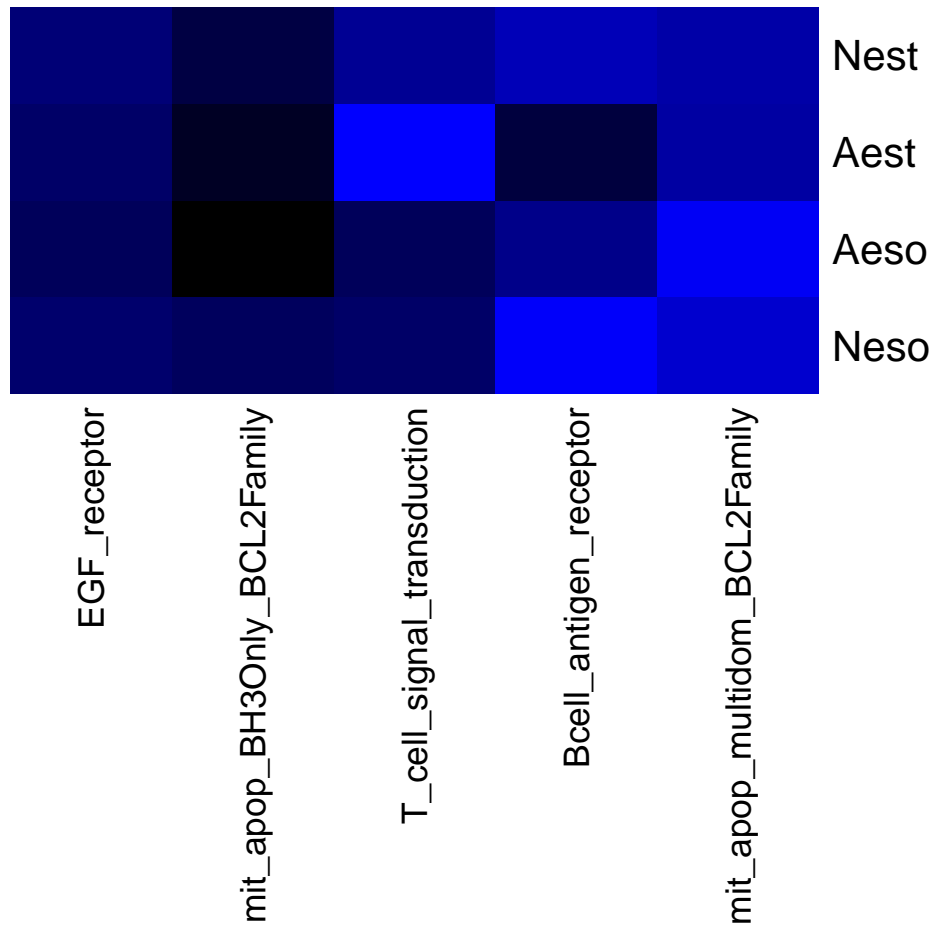 Nest
Aest
Aeso
Neso
EGF_receptor
mit_apop_BH3Only_BCL2Family
T_cell_signal_transduction
Bcell_antigen_receptor
mit_apop_multidom_BCL2Family